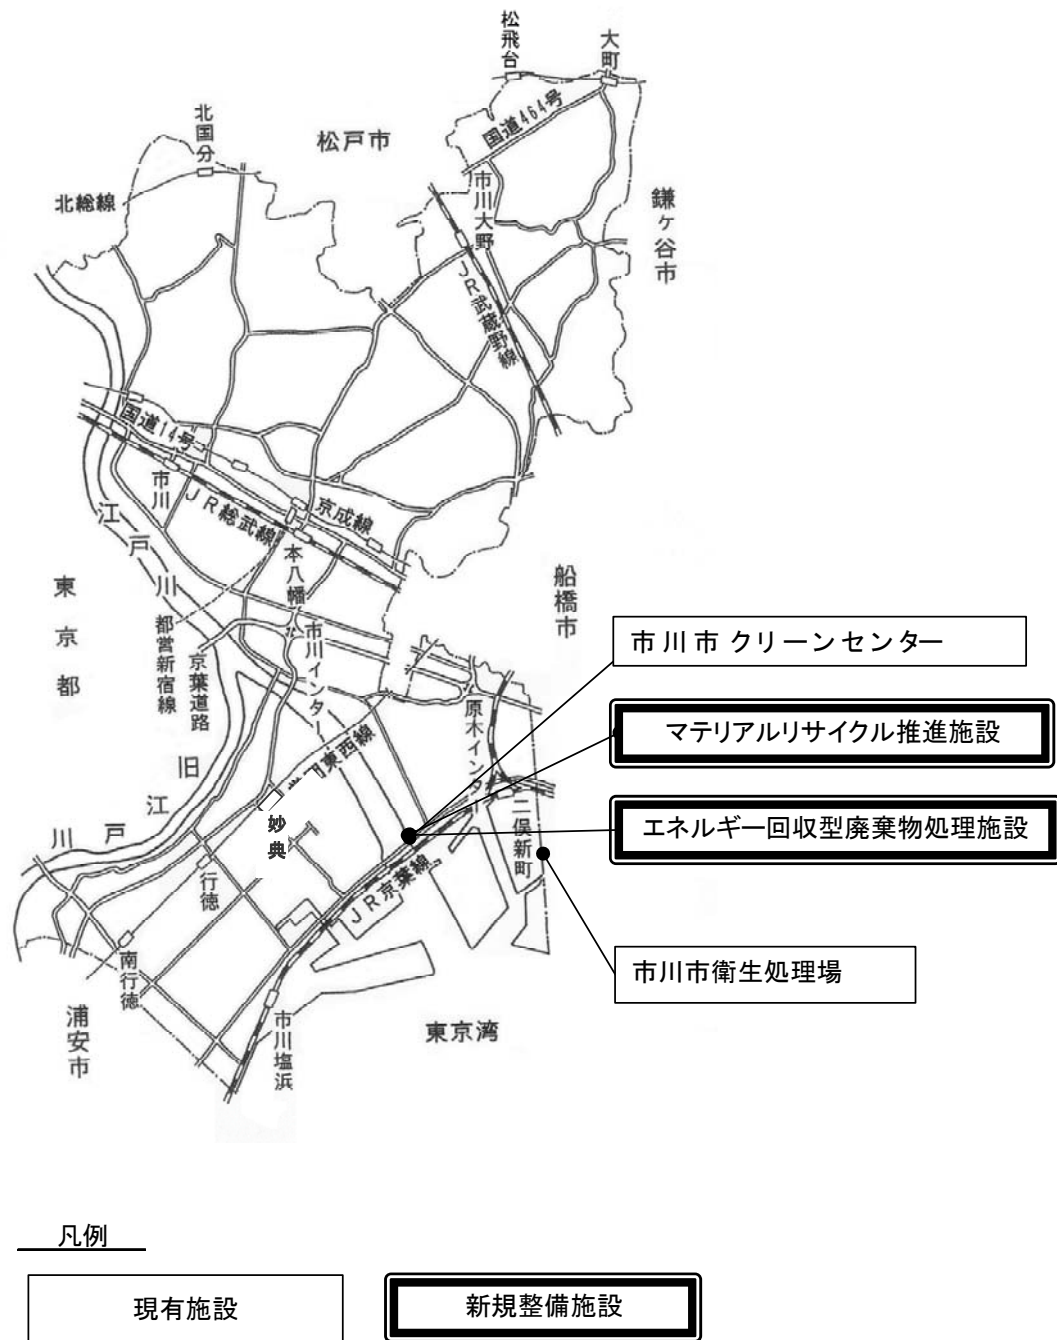 松飛台
大町
国道464号
北国分
松戸市
市川大野
鎌ヶ谷市
北総線
JR武蔵野線
国道14号
市川
JR総武線
京成線
江戸川
本八幡
東京都
船橋市
都営新宿線
京葉道路
市川インター
市川市 クリーンセンター
原木インター
マテリアルリサイクル推進施設
東西線
旧江戸川
妙典
二俣新町
エネルギー回収型廃棄物処理施設
行徳
JR京葉線
南行徳
市川市衛生処理場
浦安市
市川塩浜
東京湾
凡例
現有施設
新規整備施設